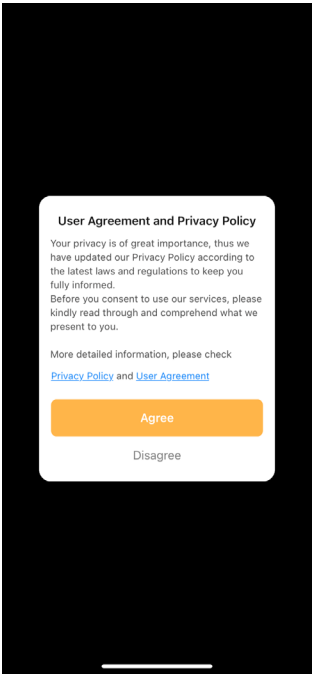 User Agreement and Privacy Policy
Your privacy is of great importance, thus we
have updated our Privacy Policy according to
the latest laws and regulations to keep you
fully informed.
Before you consent to use our services, please
kindly read through and comprehend what we
present to you.
More detailed information, please check
Privacy Policy and User Agreement
Agree
Disagree